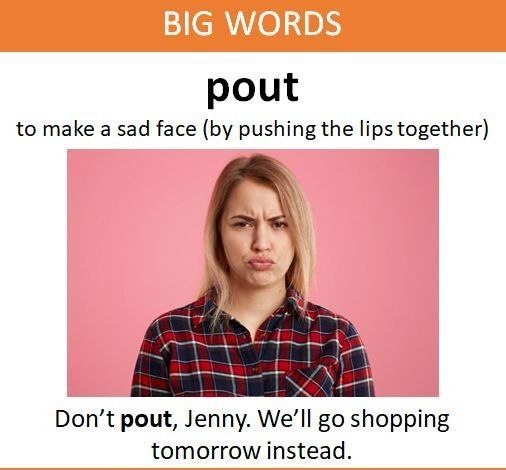 BIG WORDS
pout
to make a sad face (by pushing the lips together)
Don’t pout, Jenny. We’ll go shopping
tomorrow instead.